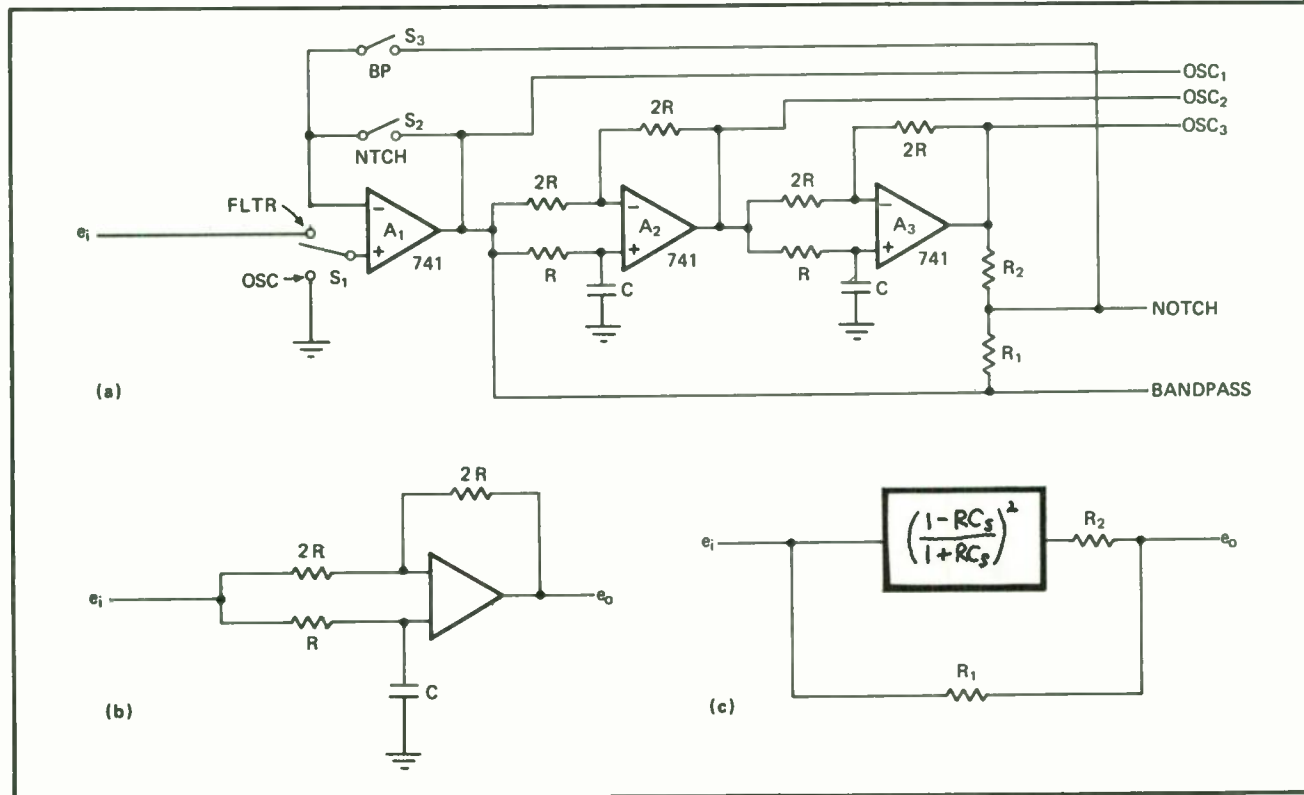 S3
BP
OSC1
OSC2
2R
S2
OSC3
NTCH
2R
2R
2R
FLTR
ei
A1
A2
A3
741
R
741
R
741
R2
OSC
S1
C
C
NOTCH
R1
(a)
BANDPASS
2R
2R
ei
eo
R
C
(b)
(1-RCs/1+RCs)2
R2
ei
eo
R1
(c)